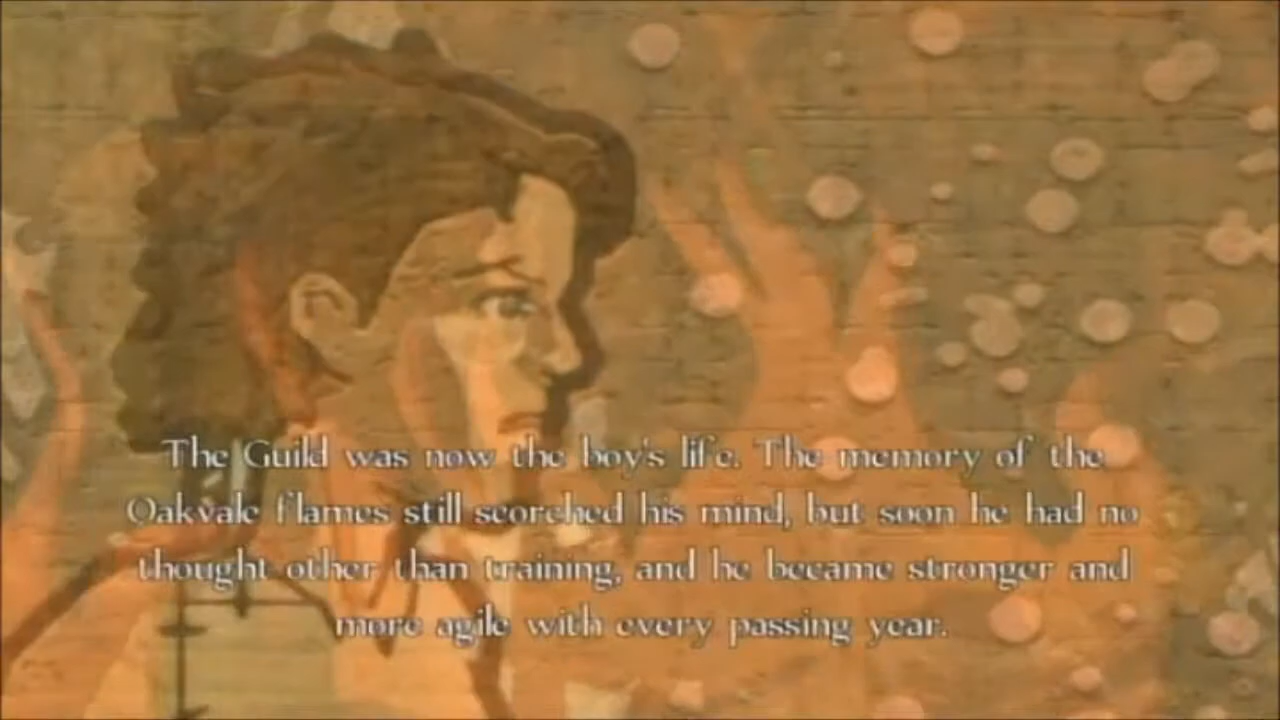 The Guild was now the boy's life. The memory of the
Oakvale flames still scorched his mind, but soon he had no
thought other than training, and he became stronger and
more agile with every passing year.